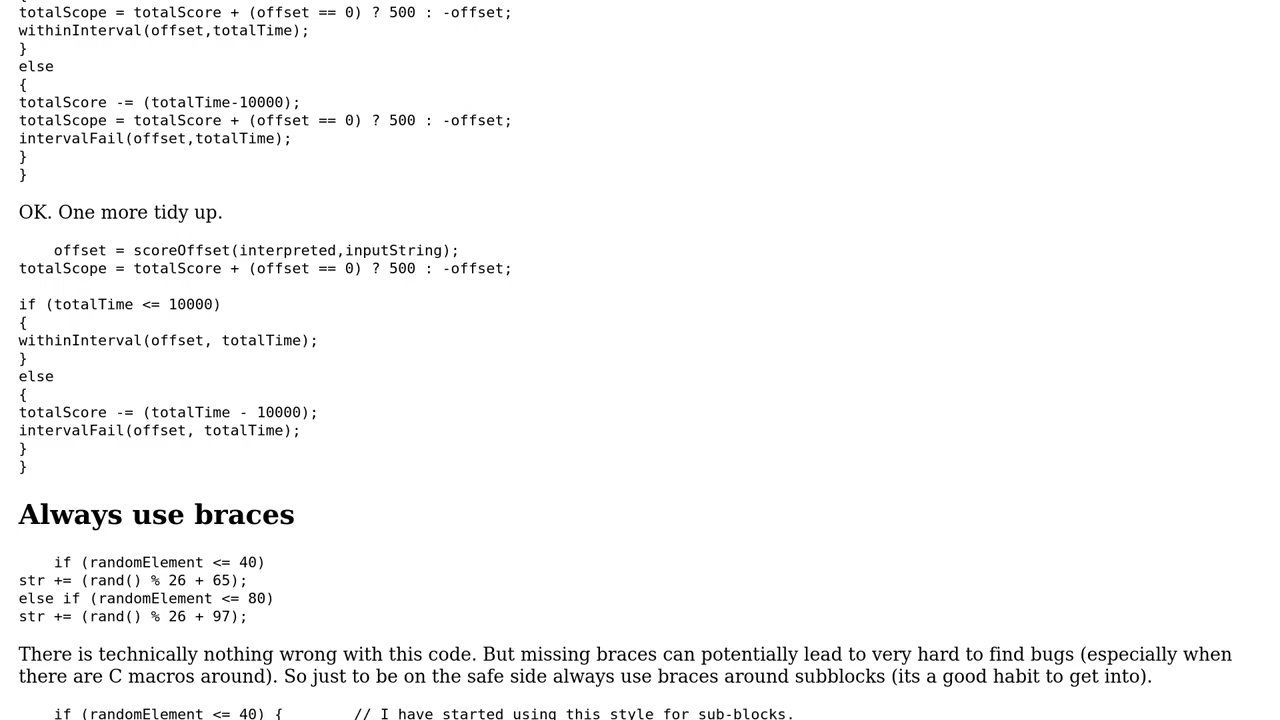 {
totalScope = totalScore + (offset == 0) ? 500 : -offset;
withinInterval(offset,totalTime);
}
else
{
totalScore -= (totalTime-10000);
totalScope = totalScore + (offset == 0) ? 500 : -offset;
intervalFail(offset,totalTime);
}
}
OK. One more tidy up.
offset = scoreOffset(interpreted,inputString);
totalScope = totalScore + (offset == 0) ? 500 : -offset;
if (totalTime <= 10000)
{
withinInterval(offset, totalTime);
}
else
{
totalScore -= (totalTime - 10000);
intervalFail(offset, totalTime);
}
}
Always use braces
if (randomElement <= 40)
str += (rand() % 26 + 65);
else if (randomElement <= 80)
str += (rand() % 26 + 97);
There is technically nothing wrong with this code. But missing braces can potentially lead to very hard to find bugs (especially when
there are C macros around). So just to be on the safe side always use braces around subblocks (its a good habit to get into).
if (randomElement <= 40) { // I have started using this style for sub-blocks.